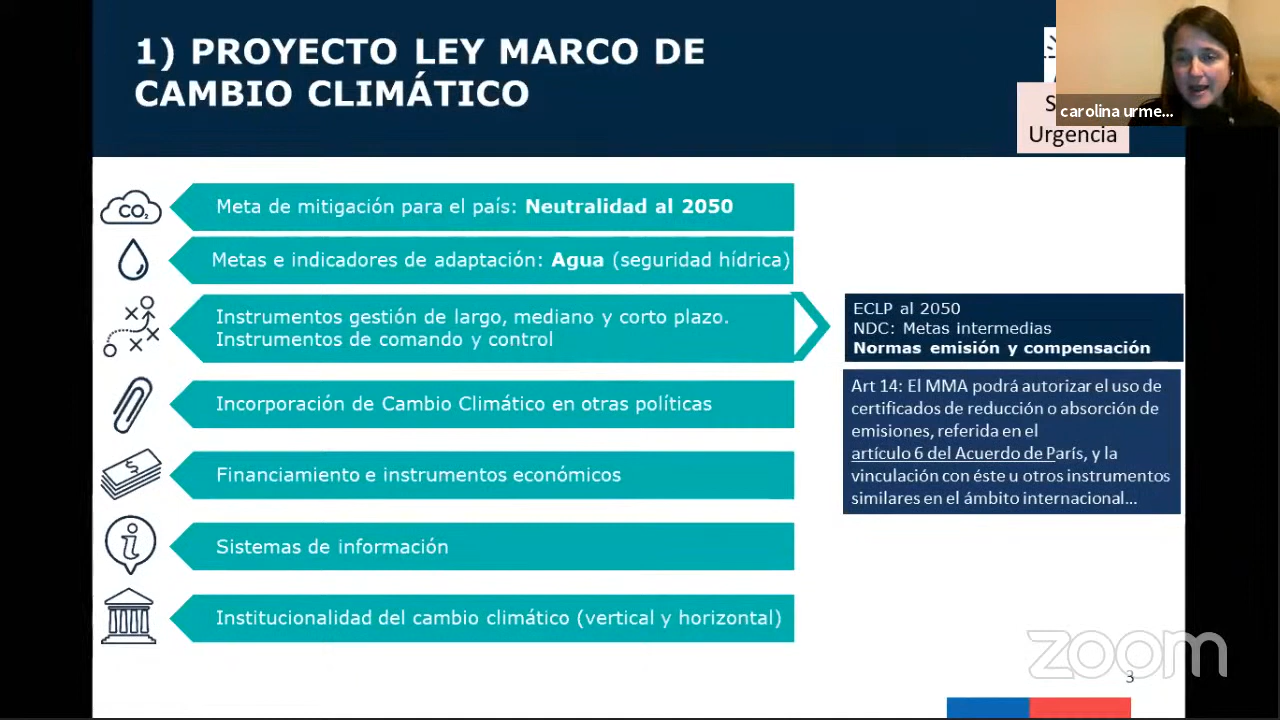 1) PROYECTO LEY MARCO DE
CAMBIO CLIMÁTICO
carolina urme...
Urgencia
CO₂
Meta de mitigación para el país: Neutralidad al 2050
Metas e indicadores de adaptación: Agua (seguridad hídrica)
Instrumentos gestión de largo, mediano y corto plazo.
Instrumentos de comando y control
ECLP al 2050
NDC: Metas intermedias
Normas emisión y compensación
Art 14: El MMA podrá autorizar el uso de
certificados de reducción o absorción de
emisiones, referida en el
artículo 6 del Acuerdo de París, y la
vinculación con éste u otros instrumentos
similares en el ámbito internacional...
Incorporación de Cambio Climático en otras políticas
$
Financiamiento e instrumentos económicos
i
Sistemas de información
Institucionalidad del cambio climático (vertical y horizontal)
zoom
3